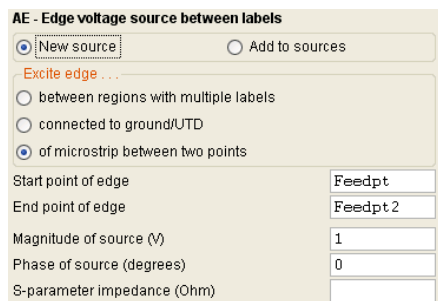 AE - Edge voltage source between labels
New source Add to sources
Excite edge . . .
between regions with multiple labels
connected to ground/UTD
of microstrip between two points
Start point of edge Feedpt
End point of edge Feedpt2
Magnitude of source (V) 1
Phase of source (degrees) 0
S-parameter impedance (Ohm)